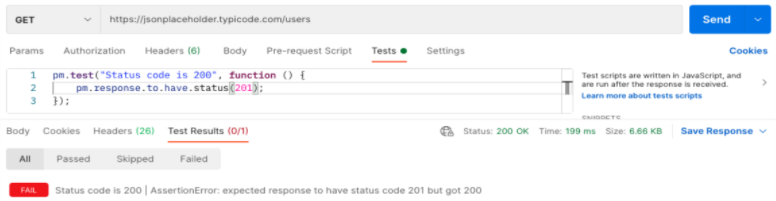 GET https://jsonplaceholder.typicode.com/users Send
Params Authorization Headers (6) Body Pre-request Script Tests Settings Cookies
1 pm.test("Status code is 200", function () {
2 pm.response.to.have.status(201);
3 });
Test scripts are written in JavaScript, and
are run after the response is received.
Learn more about tests scripts
SNIPPETS
Body Cookies Headers (26) Test Results (0/1) Status: 200 OK Time: 199 ms Size: 6.66 KB Save Response
All Passed Skipped Failed
FAIL Status code is 200 | AssertionError: expected response to have status code 201 but got 200